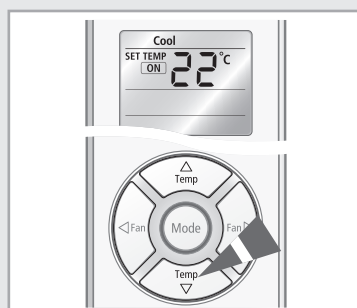 Cool
SET TEMP
ON
22°C
Temp
Fan
Mode
Fan
Temp